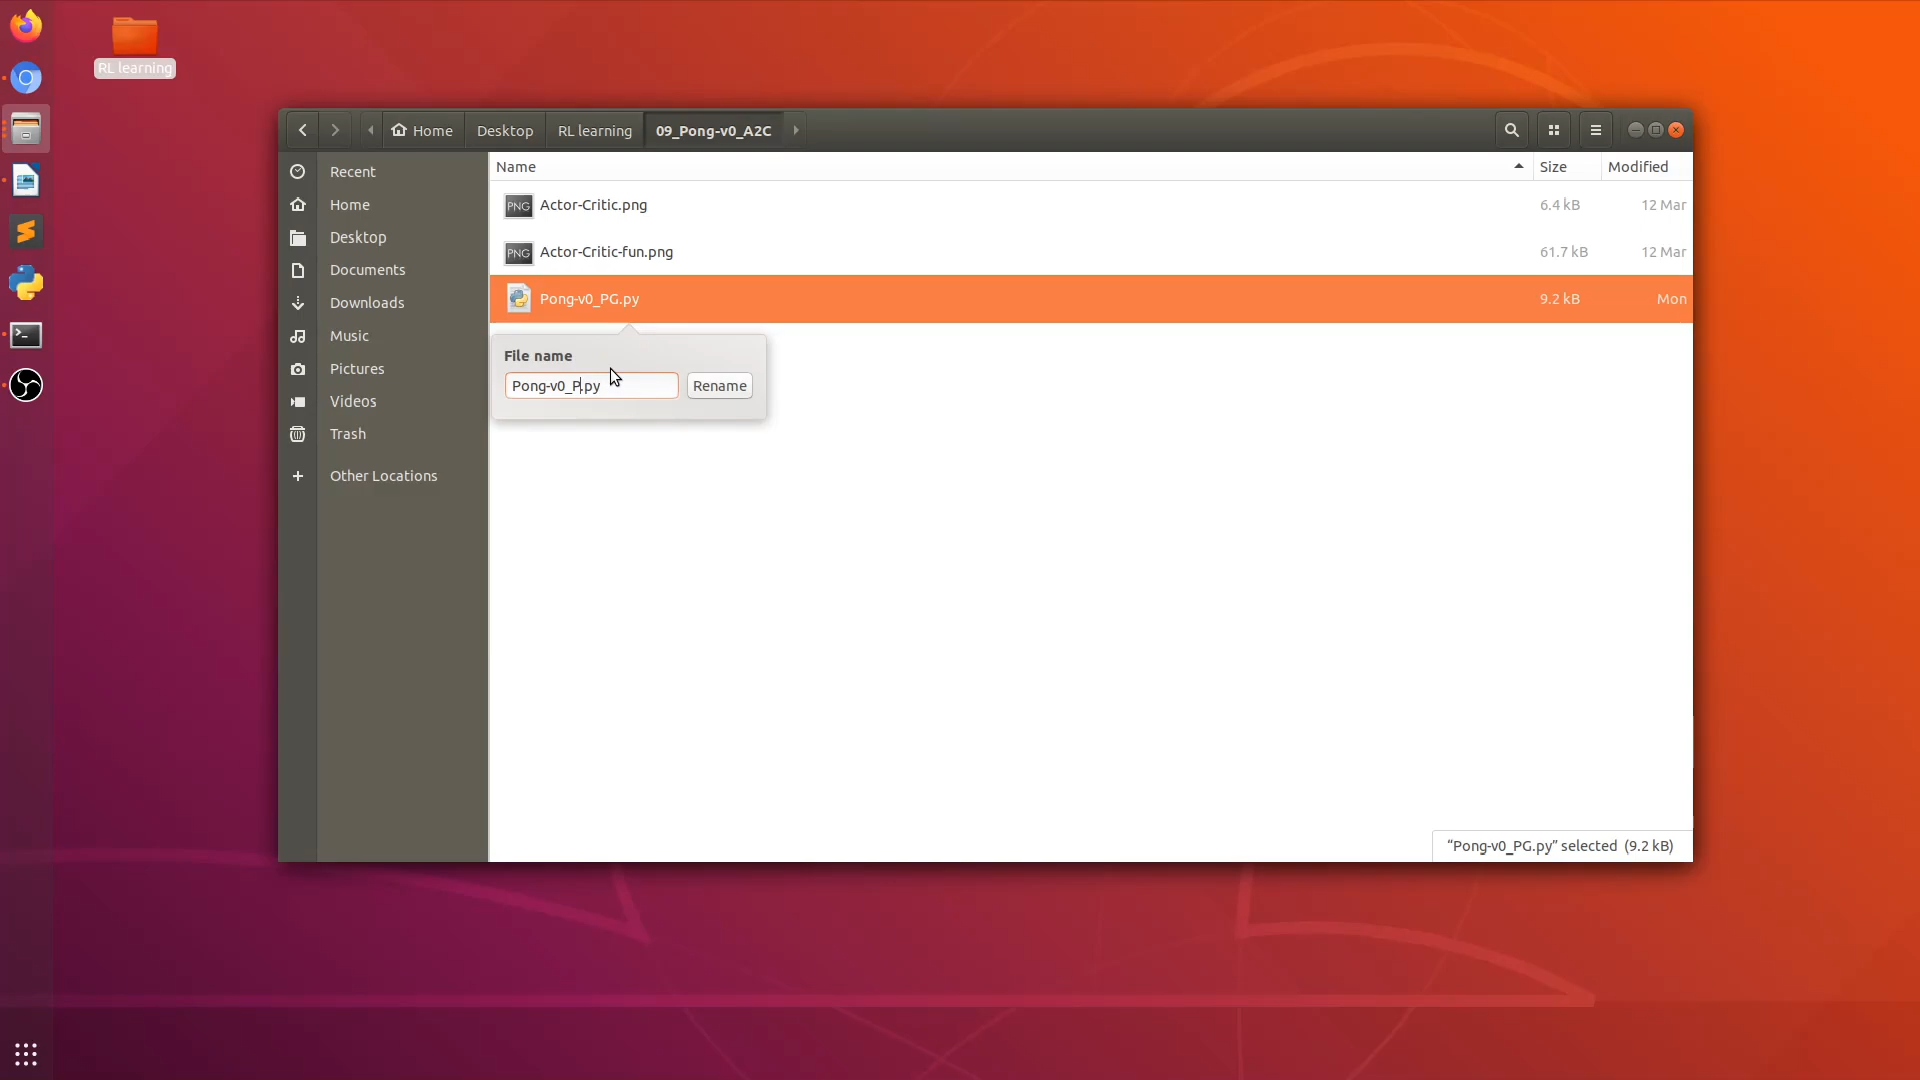 RL learning
Home Desktop RL learning 09_Pong-v0_A2C
Recent
Home
Desktop
Documents
Downloads
Music
Pictures
Videos
Trash
Other Locations
Name Size Modified
PNG Actor-Critic.png 6.4 kB 12 Mar
PNG Actor-Critic-fun.png 61.7 kB 12 Mar
Pong-v0_PG.py 9.2 kB Mon
File name
Pong-v0_P.py Rename
“Pong-v0_PG.py” selected (9.2 kB)